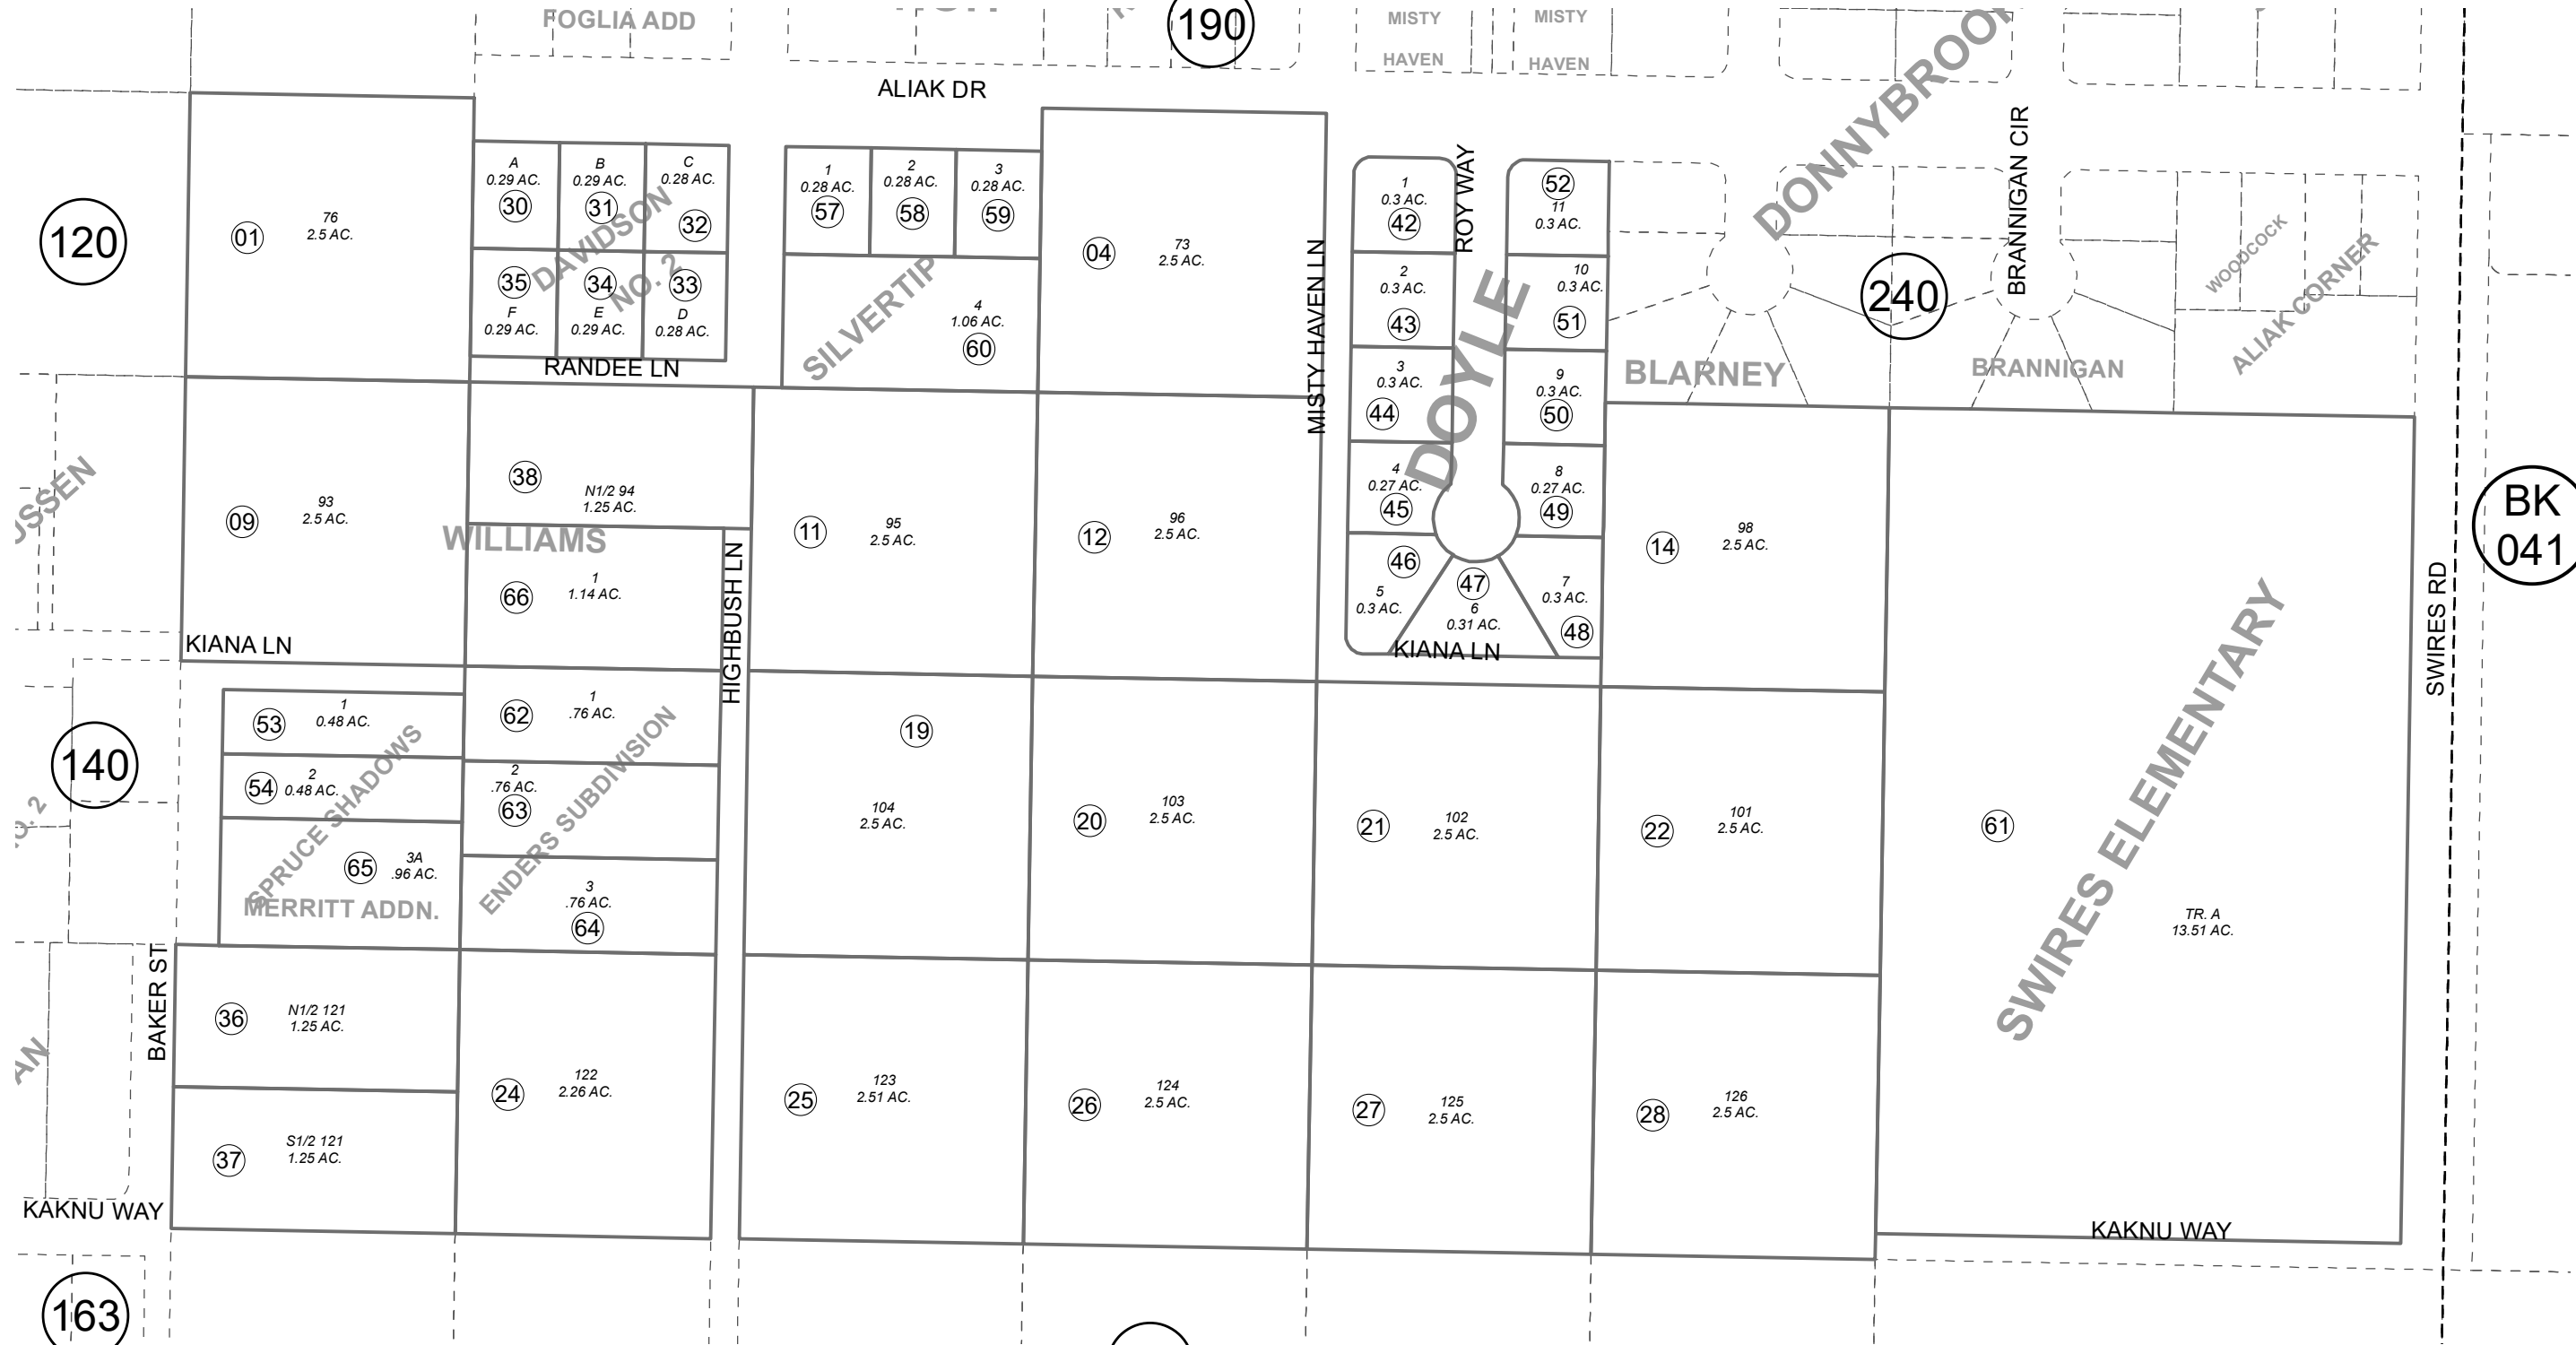 FOGLIA ADD
190
MISTY
HAVEN
MISTY
HAVEN
DONNYBROOK
ALIAK DR
BRANNIGAN CIR
120
01
76
2.5 AC.
A
0.29 AC.
30
B
0.29 AC.
31
C
0.28 AC.
32
35
F
0.29 AC.
34
E
0.29 AC.
33
D
0.28 AC.
DAVIDSON
NO. 2
RANDEE LN
1
0.28 AC.
57
2
0.28 AC.
58
3
0.28 AC.
59
4
1.06 AC.
60
SILVERTIP
04
73
2.5 AC.
MISTY HAVEN LN
ROY WAY
DOYLE
1
0.3 AC.
42
2
0.3 AC.
43
3
0.3 AC.
44
4
0.27 AC.
45
46
5
0.3 AC.
47
6
0.31 AC.
7
0.3 AC.
48
8
0.27 AC.
49
9
0.3 AC.
50
10
0.3 AC.
51
52
11
0.3 AC.
KIANA LN
240
BLARNEY
BRANNIGAN
WOODCOCK
ALIAK CORNER
BK
041
SWIRES RD
09
93
2.5 AC.
38
N1/2 94
1.25 AC.
WILLIAMS
66
1
1.14 AC.
HIGHBUSH LN
11
95
2.5 AC.
12
96
2.5 AC.
14
98
2.5 AC.
KIANA LN
140
NO. 2
53
1
0.48 AC.
54
2
0.48 AC.
65
3A
.96 AC.
SPRUCE SHADOWS
MERRITT ADDN.
62
1
.76 AC.
2
.76 AC.
63
3
.76 AC.
64
ENDERS SUBDIVISION
19
104
2.5 AC.
20
103
2.5 AC.
21
102
2.5 AC.
22
101
2.5 AC.
61
TR. A
13.51 AC.
SWIRES ELEMENTARY
BAKER ST
36
N1/2 121
1.25 AC.
37
S1/2 121
1.25 AC.
24
122
2.26 AC.
25
123
2.51 AC.
26
124
2.5 AC.
27
125
2.5 AC.
28
126
2.5 AC.
KAKNU WAY
KAKNU WAY
163